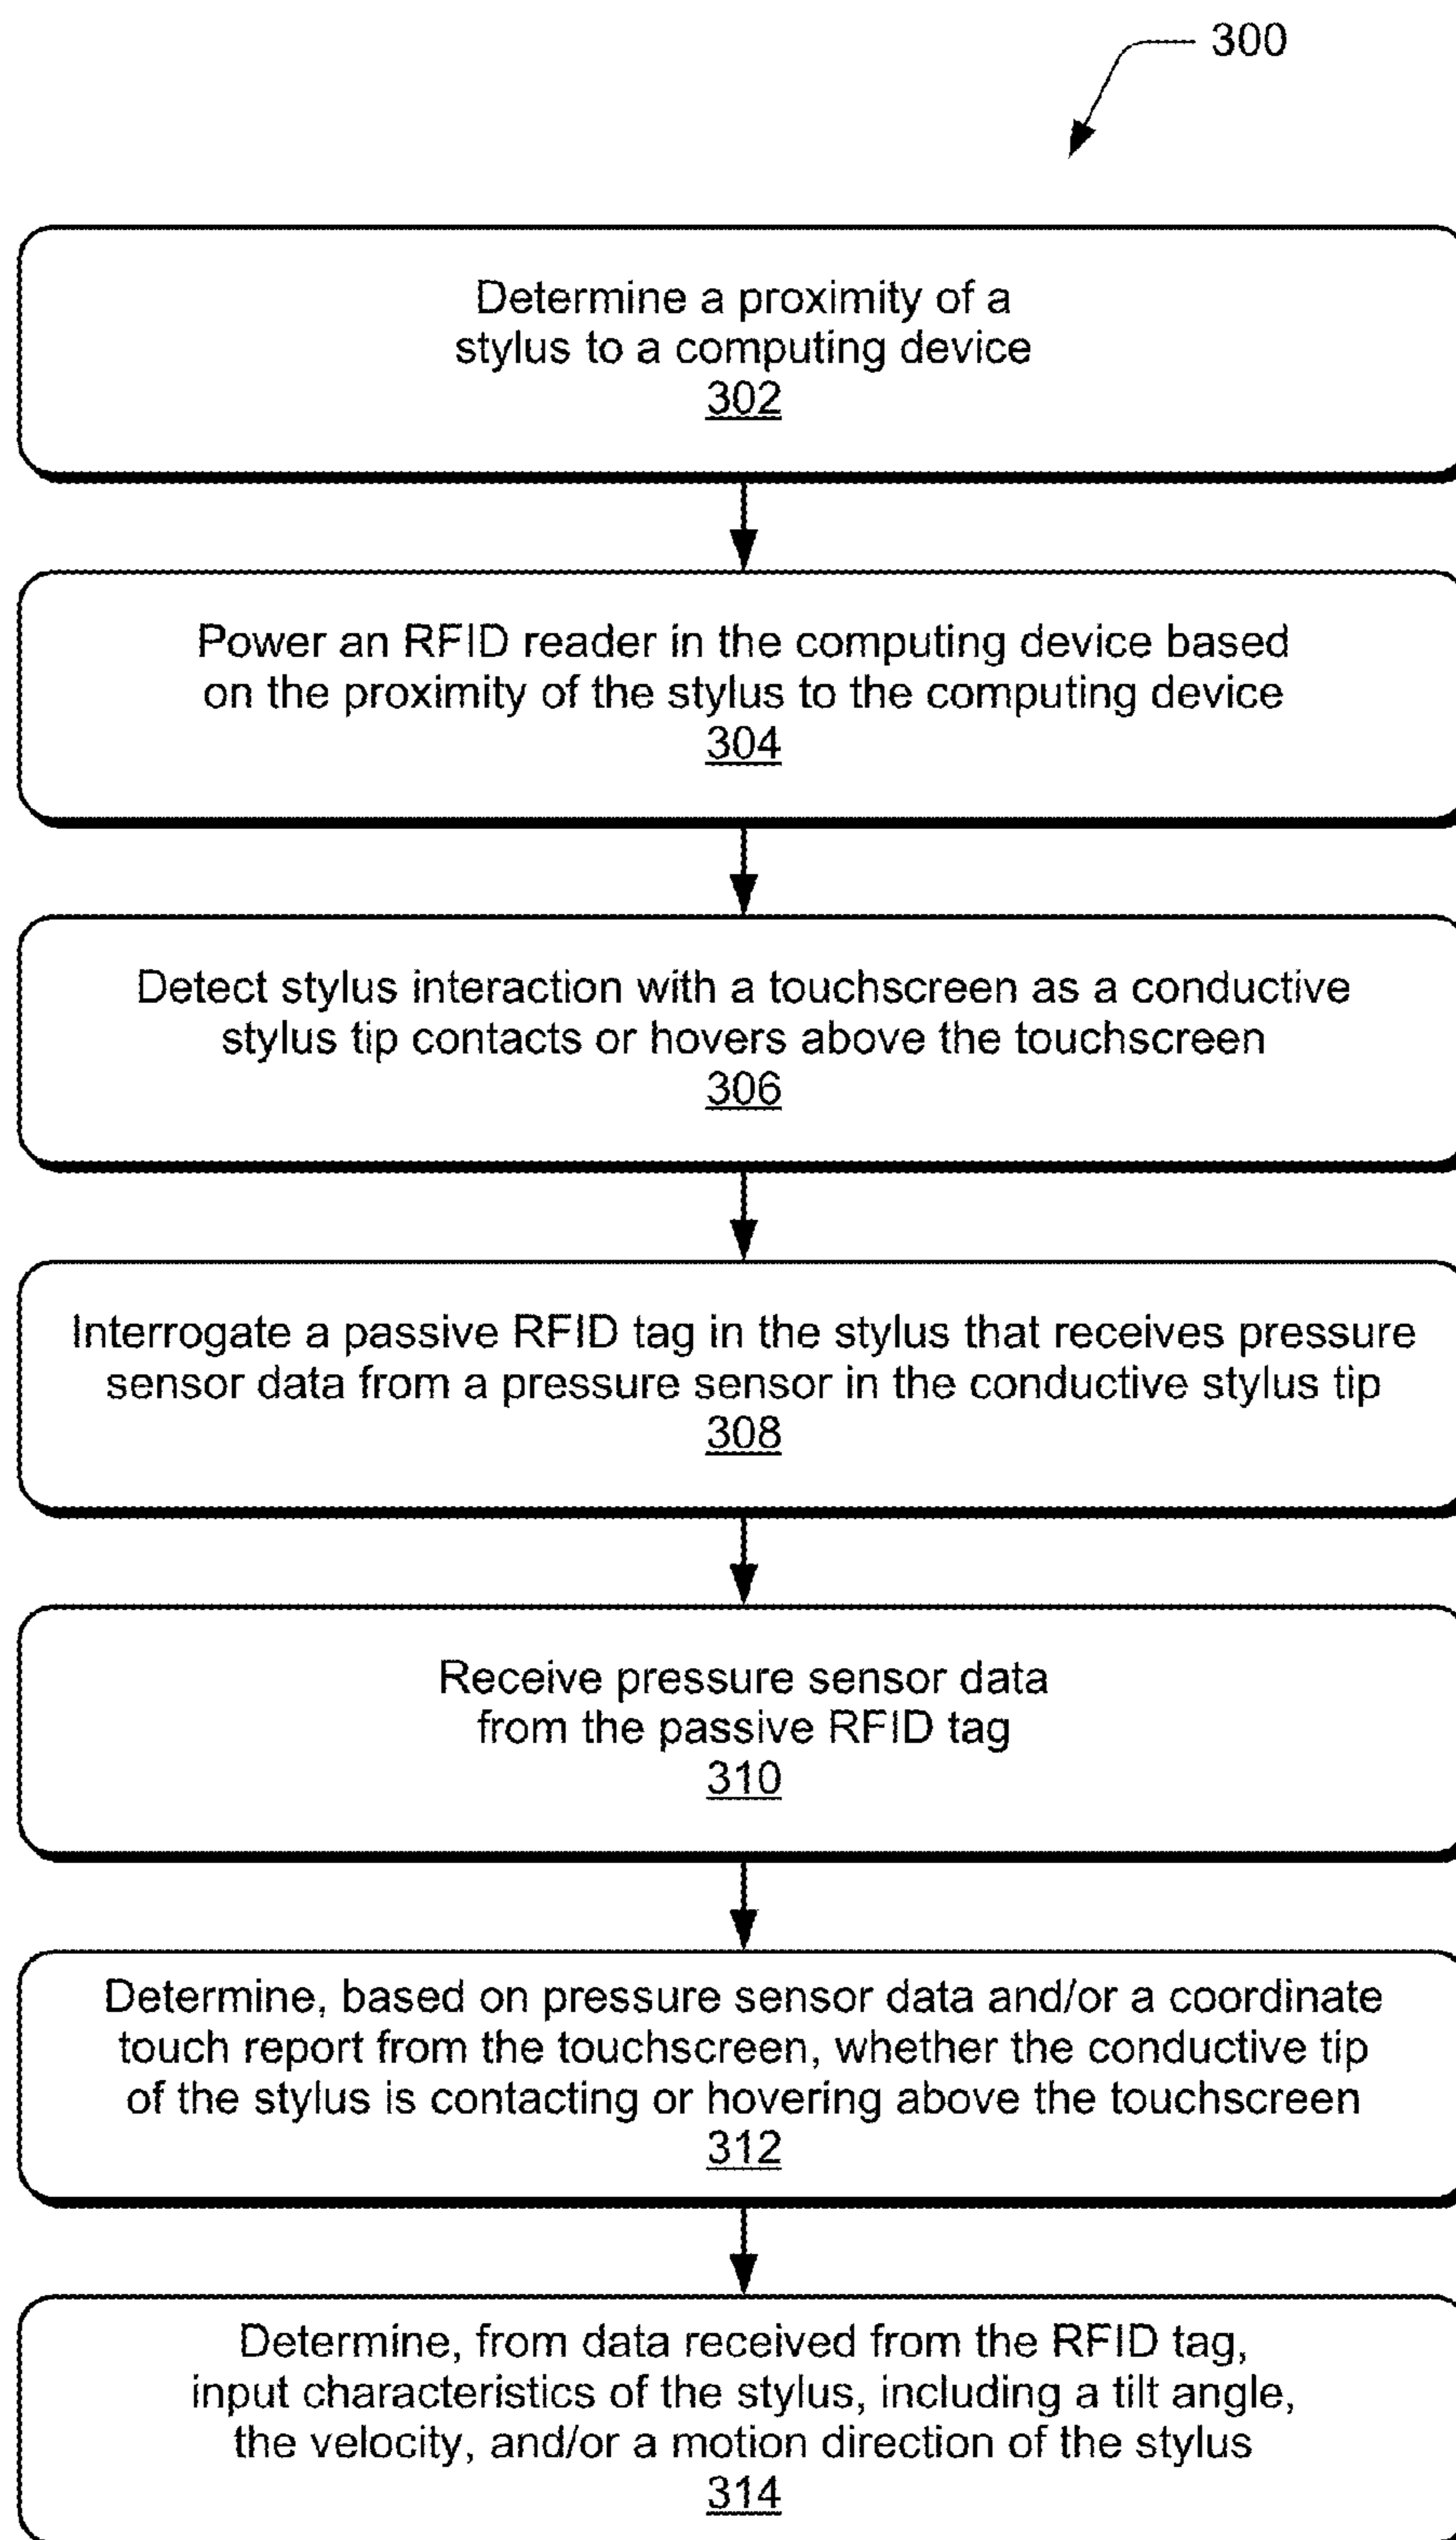 300
Determine a proximity of a
stylus to a computing device
302
Power an RFID reader in the computing device based
on the proximity of the stylus to the computing device
304
Detect stylus interaction with a touchscreen as a conductive
stylus tip contacts or hovers above the touchscreen
306
Interrogate a passive RFID tag in the stylus that receives pressure
sensor data from a pressure sensor in the conductive stylus tip
308
Receive pressure sensor data
from the passive RFID tag
310
Determine, based on pressure sensor data and/or a coordinate
touch report from the touchscreen, whether the conductive tip
of the stylus is contacting or hovering above the touchscreen
312
Determine, from data received from the RFID tag,
input characteristics of the stylus, including a tilt angle,
the velocity, and/or a motion direction of the stylus
314